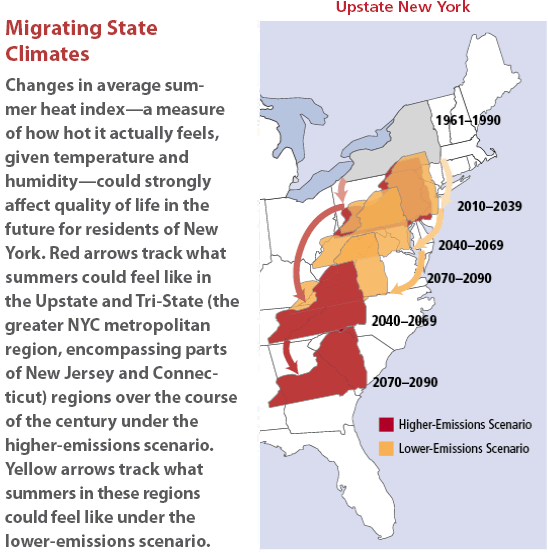 Upstate New York
Migrating State
Climates
Changes in average sum-
mer heat index—a measure
of how hot it actually feels,
given temperature and
humidity—could strongly
affect quality of life in the
future for residents of New
York. Red arrows track what
summers could feel like in
the Upstate and Tri-State (the
greater NYC metropolitan
region, encompassing parts
of New Jersey and Connec-
ticut) regions over the course
of the century under the
higher-emissions scenario.
Yellow arrows track what
summers in these regions
could feel like under the
lower-emissions scenario.
1961–1990
2010–2039
2040–2069
2070–2090
2040–2069
2070–2090
Higher-Emissions Scenario
Lower-Emissions Scenario